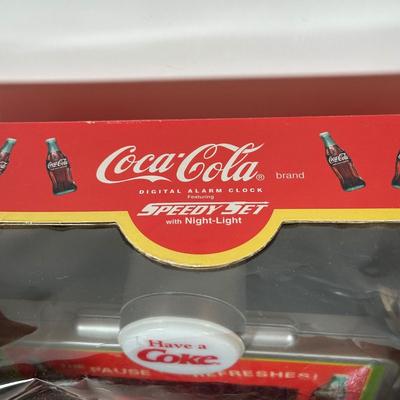 Coca-Cola® brand
DIGITAL ALARM CLOCK
Featuring
SPEEDY SET
with Night-Light
Have a
Coke
PAUSE REFRESHES!